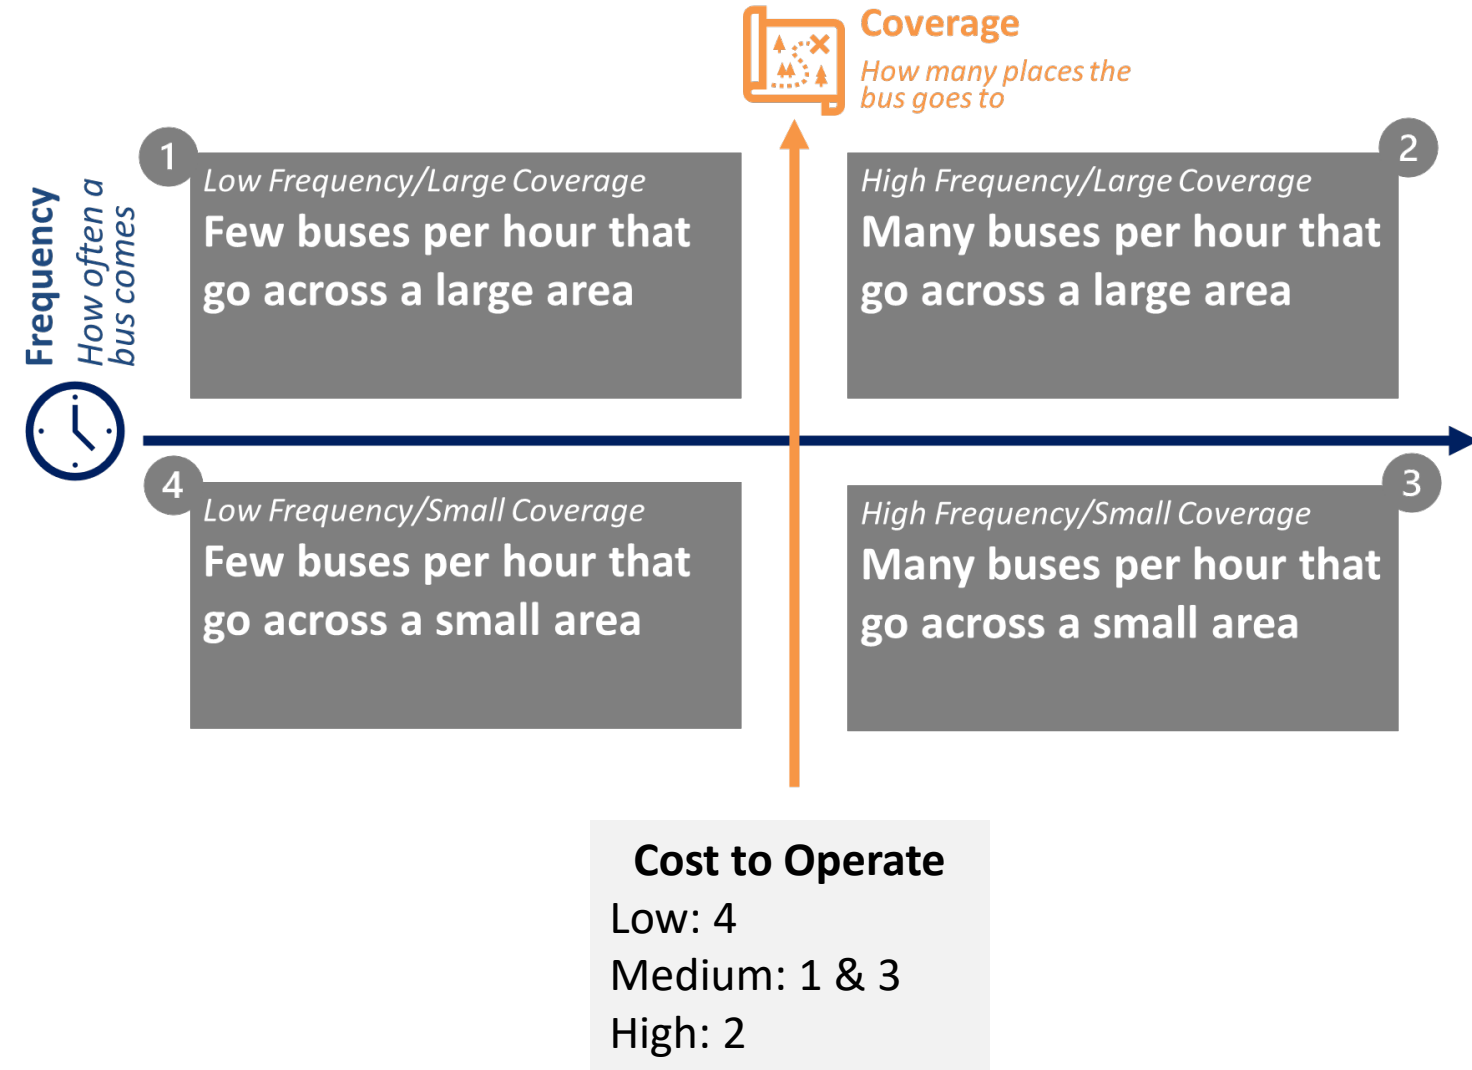 Coverage
How many places the
bus goes to
Frequency
How often a
bus comes
1
Low Frequency/Large Coverage
Few buses per hour that
go across a large area
2
High Frequency/Large Coverage
Many buses per hour that
go across a large area
4
Low Frequency/Small Coverage
Few buses per hour that
go across a small area
3
High Frequency/Small Coverage
Many buses per hour that
go across a small area
Cost to Operate
Low: 4
Medium: 1 & 3
High: 2